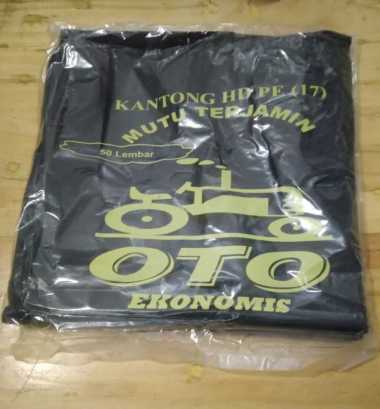 KANTONG HD PE (17)
MUTU TERJAMIN
50 Lembar
OTO
EKONOMIS